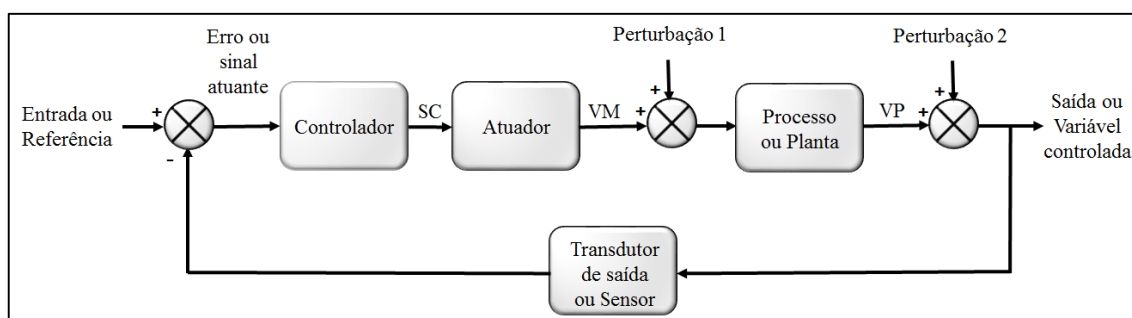 Erro ou
sinal
atuante
Perturbação 1
Perturbação 2
Entrada ou
Referência
+
-
Controlador
SC
Atuador
VM
+
+
Processo
ou Planta
VP
+
+
Saída ou
Variável
controlada
Transdutor
de saída
ou Sensor